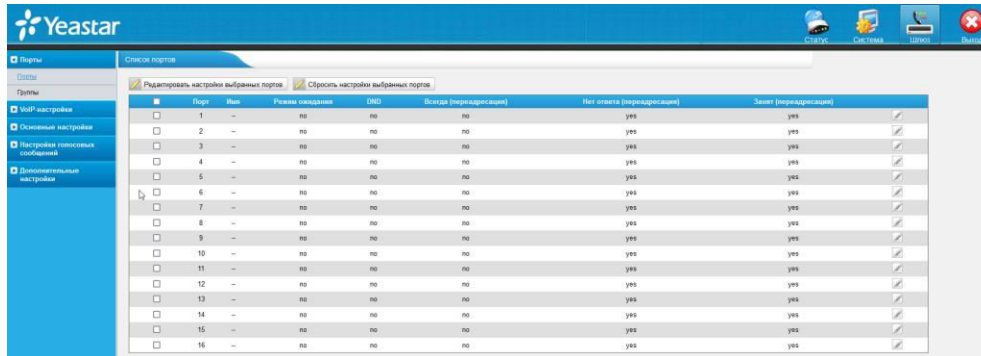 Yeastar
Статус Система Шлюз Выход
Порты
Порты
Группы
VoIP-настройки
Основные настройки
Настройки голосовых
сообщений
Дополнительные
настройки
Список портов
Редактировать настройки выбранных портов Сбросить настройки выбранных портов
Порт Имя Режим ожидания DND Всегда (переадресация) Нет ответа (переадресация) Занят (переадресация)
1 -- no no no yes yes
2 -- no no no yes yes
3 -- no no no yes yes
4 -- no no no yes yes
5 -- no no no yes yes
6 -- no no no yes yes
7 -- no no no yes yes
8 -- no no no yes yes
9 -- no no no yes yes
10 -- no no no yes yes
11 -- no no no yes yes
12 -- no no no yes yes
13 -- no no no yes yes
14 -- no no no yes yes
15 -- no no no yes yes
16 -- no no no yes yes